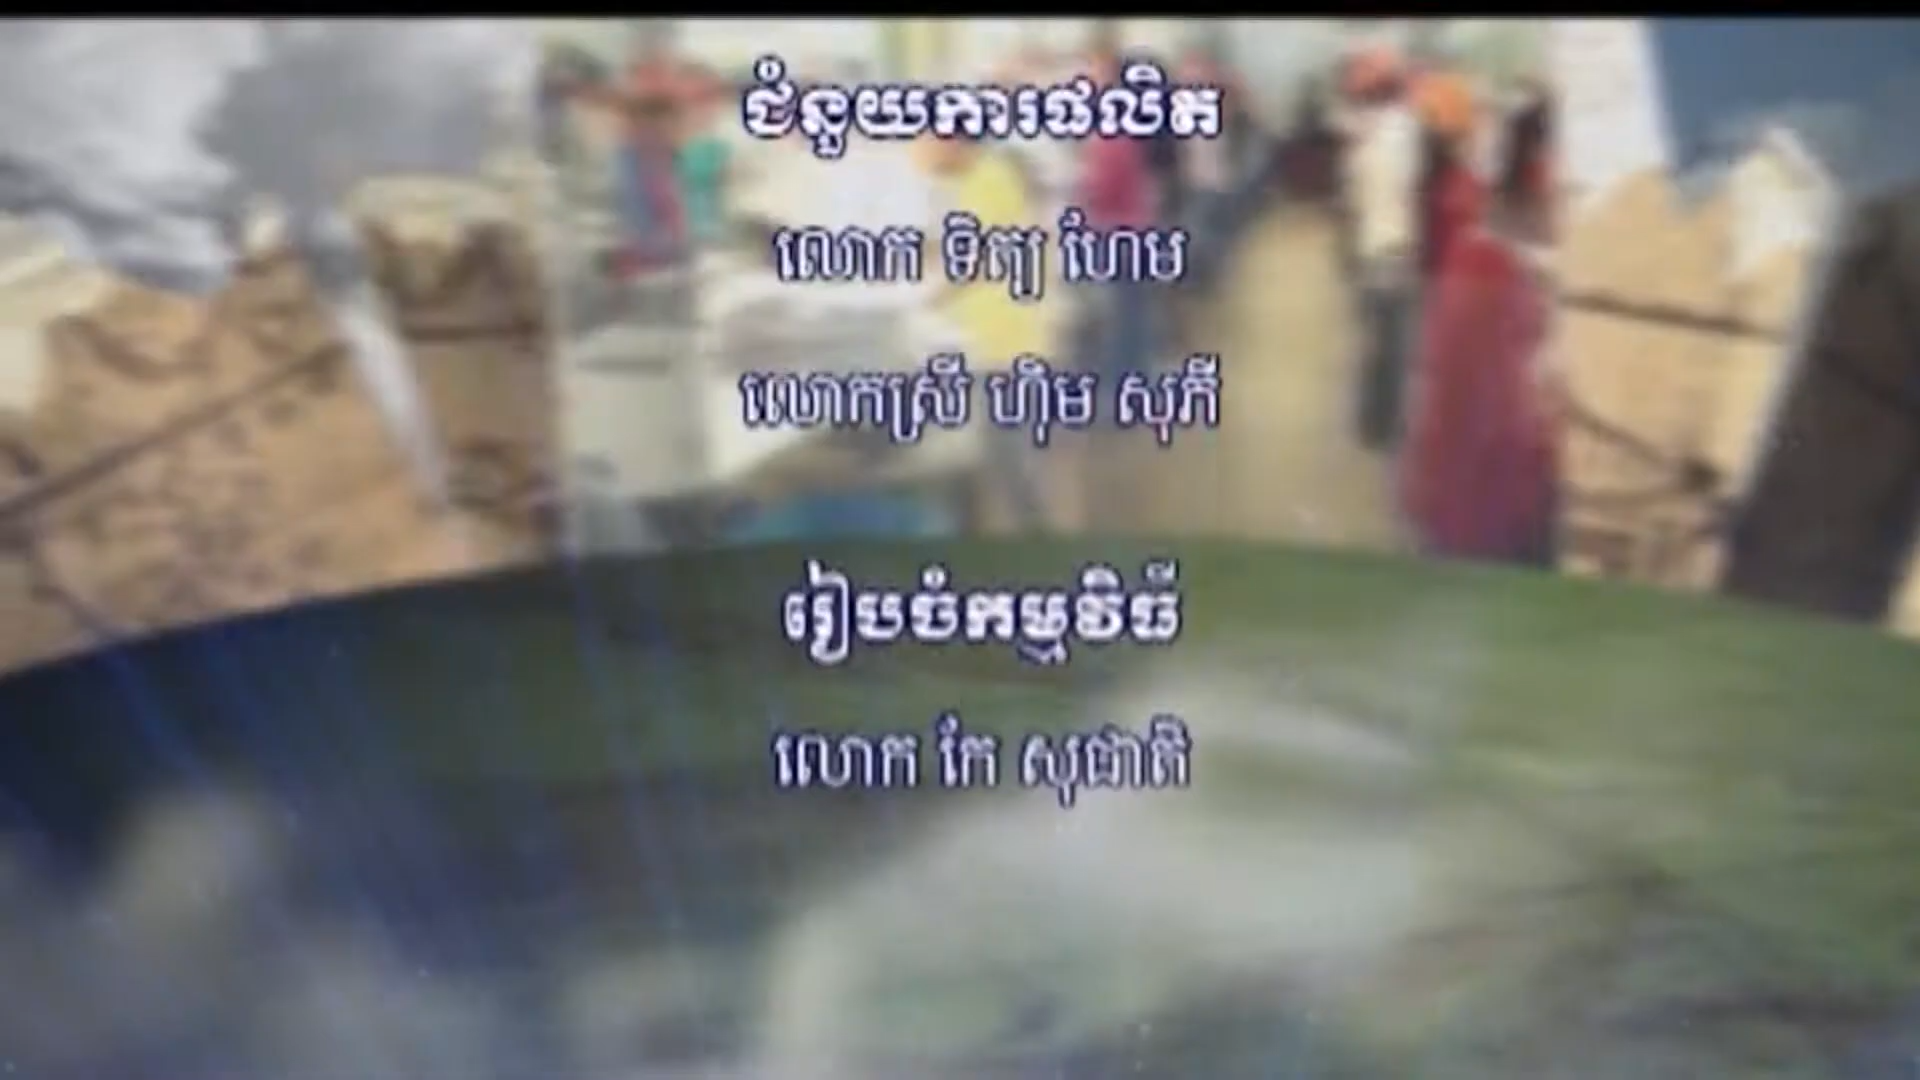 ជំនួយការផលិត
លោក ទិត្យ ហែម
លោកស្រី ហ៊ឹម សុភី
រៀបចំកម្មវិធី
លោក កែ សុជាតិ